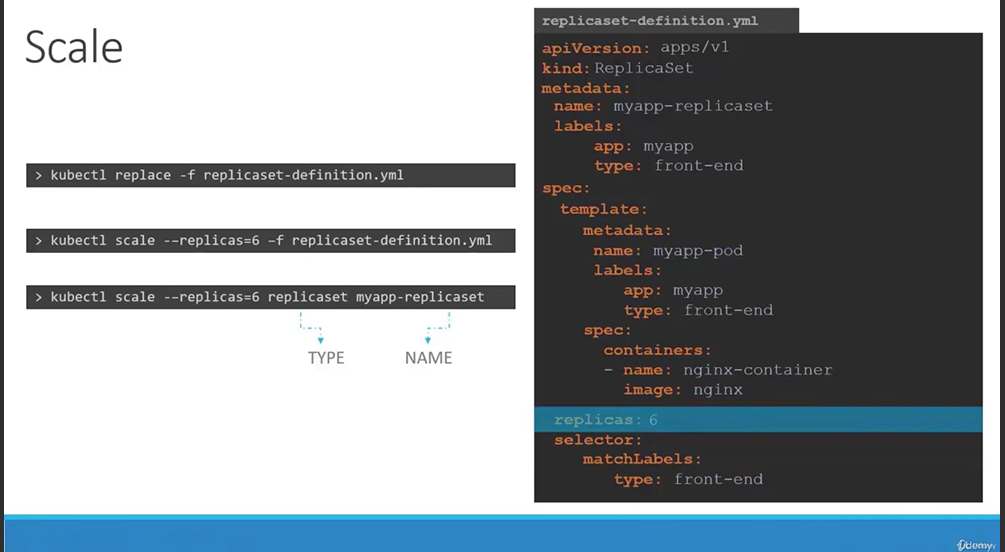 Scale
> kubectl replace -f replicaset-definition.yml
> kubectl scale --replicas=6 -f replicaset-definition.yml
> kubectl scale --replicas=6 replicaset myapp-replicaset
TYPE NAME
replicaset-definition.yml
apiVersion: apps/v1
kind: ReplicaSet
metadata:
name: myapp-replicaset
labels:
app: myapp
type: front-end
spec:
template:
metadata:
name: myapp-pod
labels:
app: myapp
type: front-end
spec:
containers:
- name: nginx-container
image: nginx
replicas: 6
selector:
matchLabels:
type: front-end
Udemy